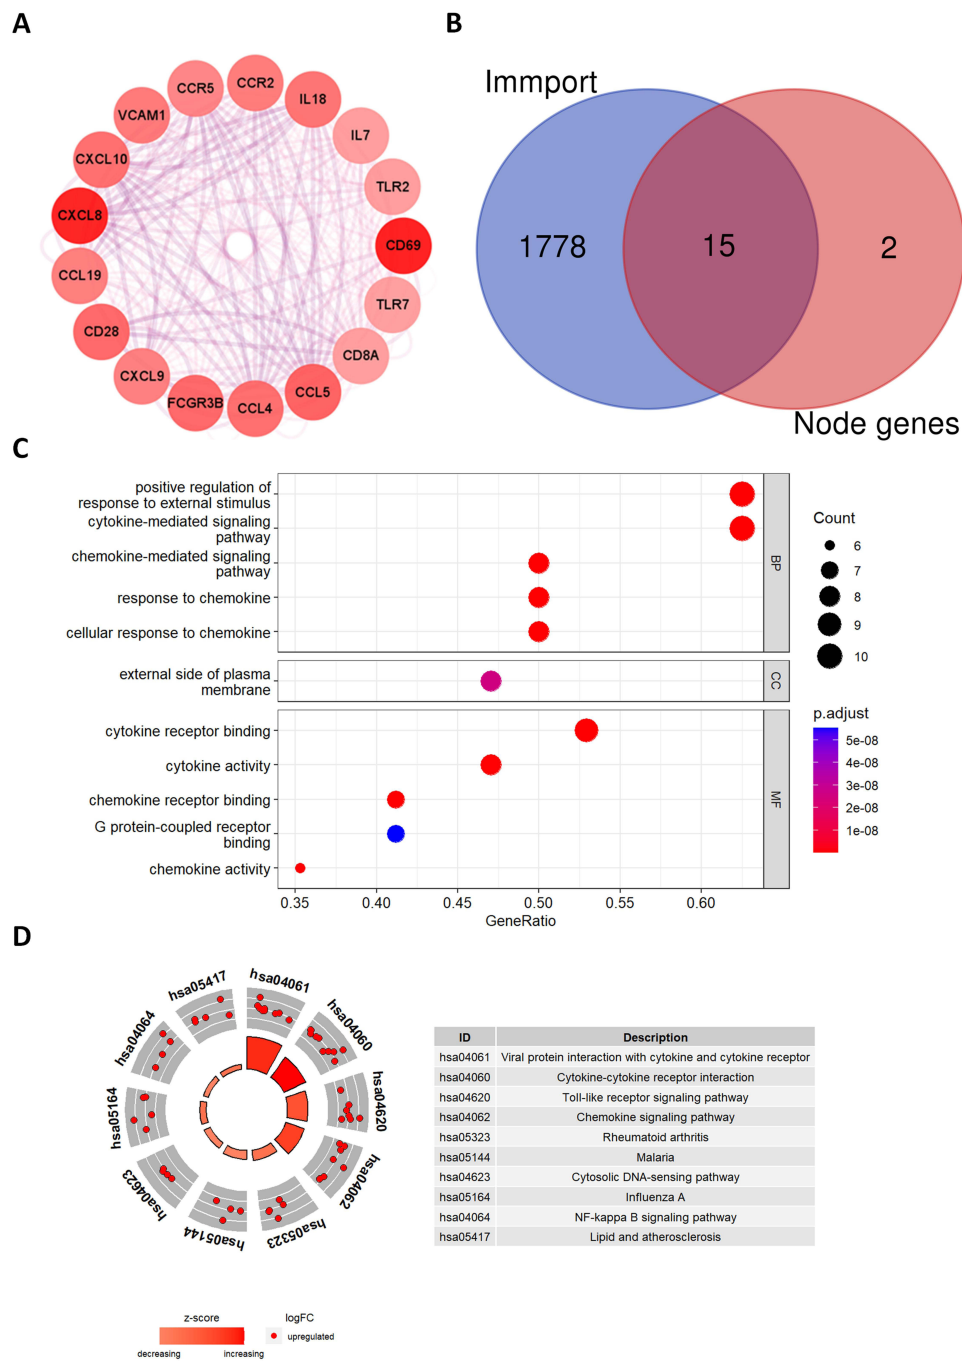 A
CCR5
CCR2
IL18
VCAM1
IL7
CXCL10
TLR2
CXCL8
CD69
CCL19
TLR7
CD28
CD8A
CXCL9
CCL5
FCGR3B
CCL4
B
Immport
1778
15
2
Node genes
C
positive regulation of
response to external stimulus
cytokine-mediated signaling
pathway
chemokine-mediated signaling
pathway
response to chemokine
cellular response to chemokine
BP
external side of plasma
membrane
CC
cytokine receptor binding
cytokine activity
chemokine receptor binding
G protein-coupled receptor
binding
chemokine activity
MF
0.35 0.40 0.45 0.50 0.55 0.60
GeneRatio
Count
6
7
8
9
10
p.adjust
5e-08
4e-08
3e-08
2e-08
1e-08
D
hsa04061
hsa04060
hsa04620
hsa04062
hsa05323
hsa05144
hsa04623
hsa05164
hsa04064
hsa05417
ID Description
hsa04061 Viral protein interaction with cytokine and cytokine receptor
hsa04060 Cytokine-cytokine receptor interaction
hsa04620 Toll-like receptor signaling pathway
hsa04062 Chemokine signaling pathway
hsa05323 Rheumatoid arthritis
hsa05144 Malaria
hsa04623 Cytosolic DNA-sensing pathway
hsa05164 Influenza A
hsa04064 NF-kappa B signaling pathway
hsa05417 Lipid and atherosclerosis
z-score
decreasing increasing
logFC
upregulated